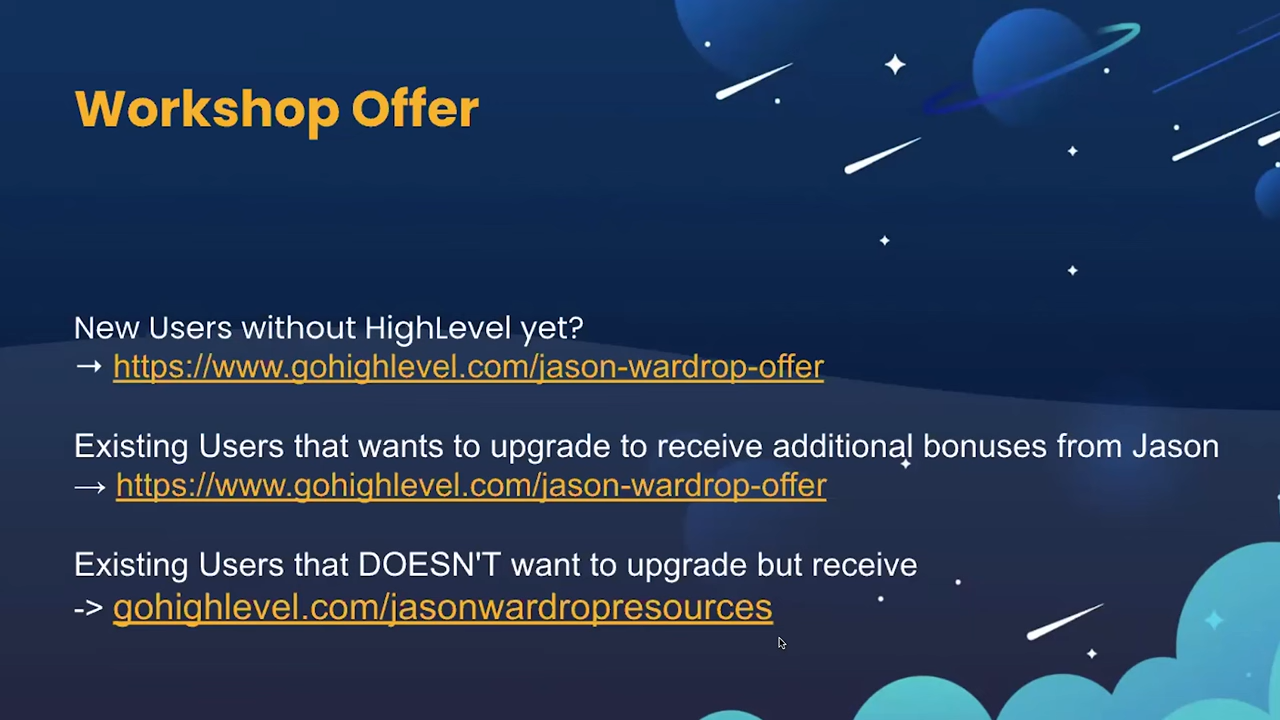 Workshop Offer
New Users without HighLevel yet?
→ https://www.gohighlevel.com/jason-wardrop-offer
Existing Users that wants to upgrade to receive additional bonuses from Jason
→ https://www.gohighlevel.com/jason-wardrop-offer
Existing Users that DOESN'T want to upgrade but receive
-> gohighlevel.com/jasonwardropresources